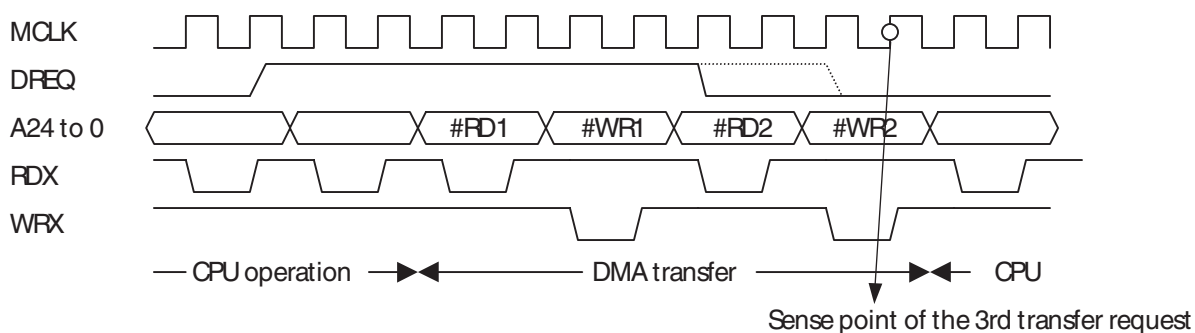 MCLK
DREQ
A24 to 0 #RD1 #WR1 #RD2 #WR2
RDX
WRX
CPU operation DMA transfer CPU
Sense point of the 3rd transfer request